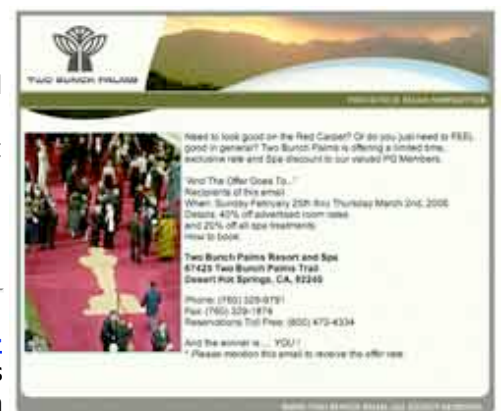 TWO BUNCH PALMS
Need to look good on the Red Carpet? Or do you just need to FEEL
good in general? Two Bunch Palms is offering a limited time,
exclusive rate and Spa discount to our valued PG Members.
"And The Offer Goes To..."
Recipients of this email
When: Sunday February 25th thru Thursday March 2nd, 2006
Details: 40% off advertised room rates
and 20% off all spa treatments
How to book:
Two Bunch Palms Resort and Spa
67425 Two Bunch Palms Trail
Desert Hot Springs, CA, 92240
Phone: (760) 329-8791
Fax: (760) 329-1874
Reservations Toll Free: (800) 472-4334
And the winner is.... YOU !
* Please mention this email to receive the offer rate